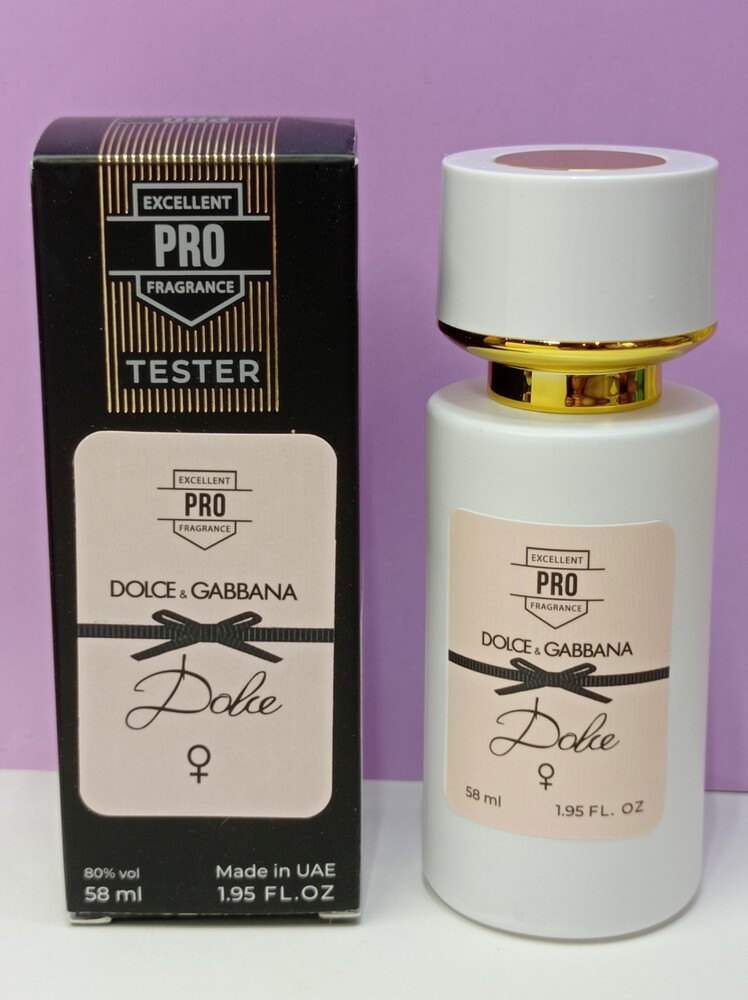 PRO
EXCELLENT
PRO
FRAGRANCE
TESTER
EXCELLENT
PRO
FRAGRANCE
DOLCE & GABBANA
Dolce
80% vol
58 ml
Made in UAE
1.95 FL.OZ
EXCELLENT
PRO
FRAGRANCE
DOLCE & GABBANA
Dolce
58 ml
1.95 FL. OZ